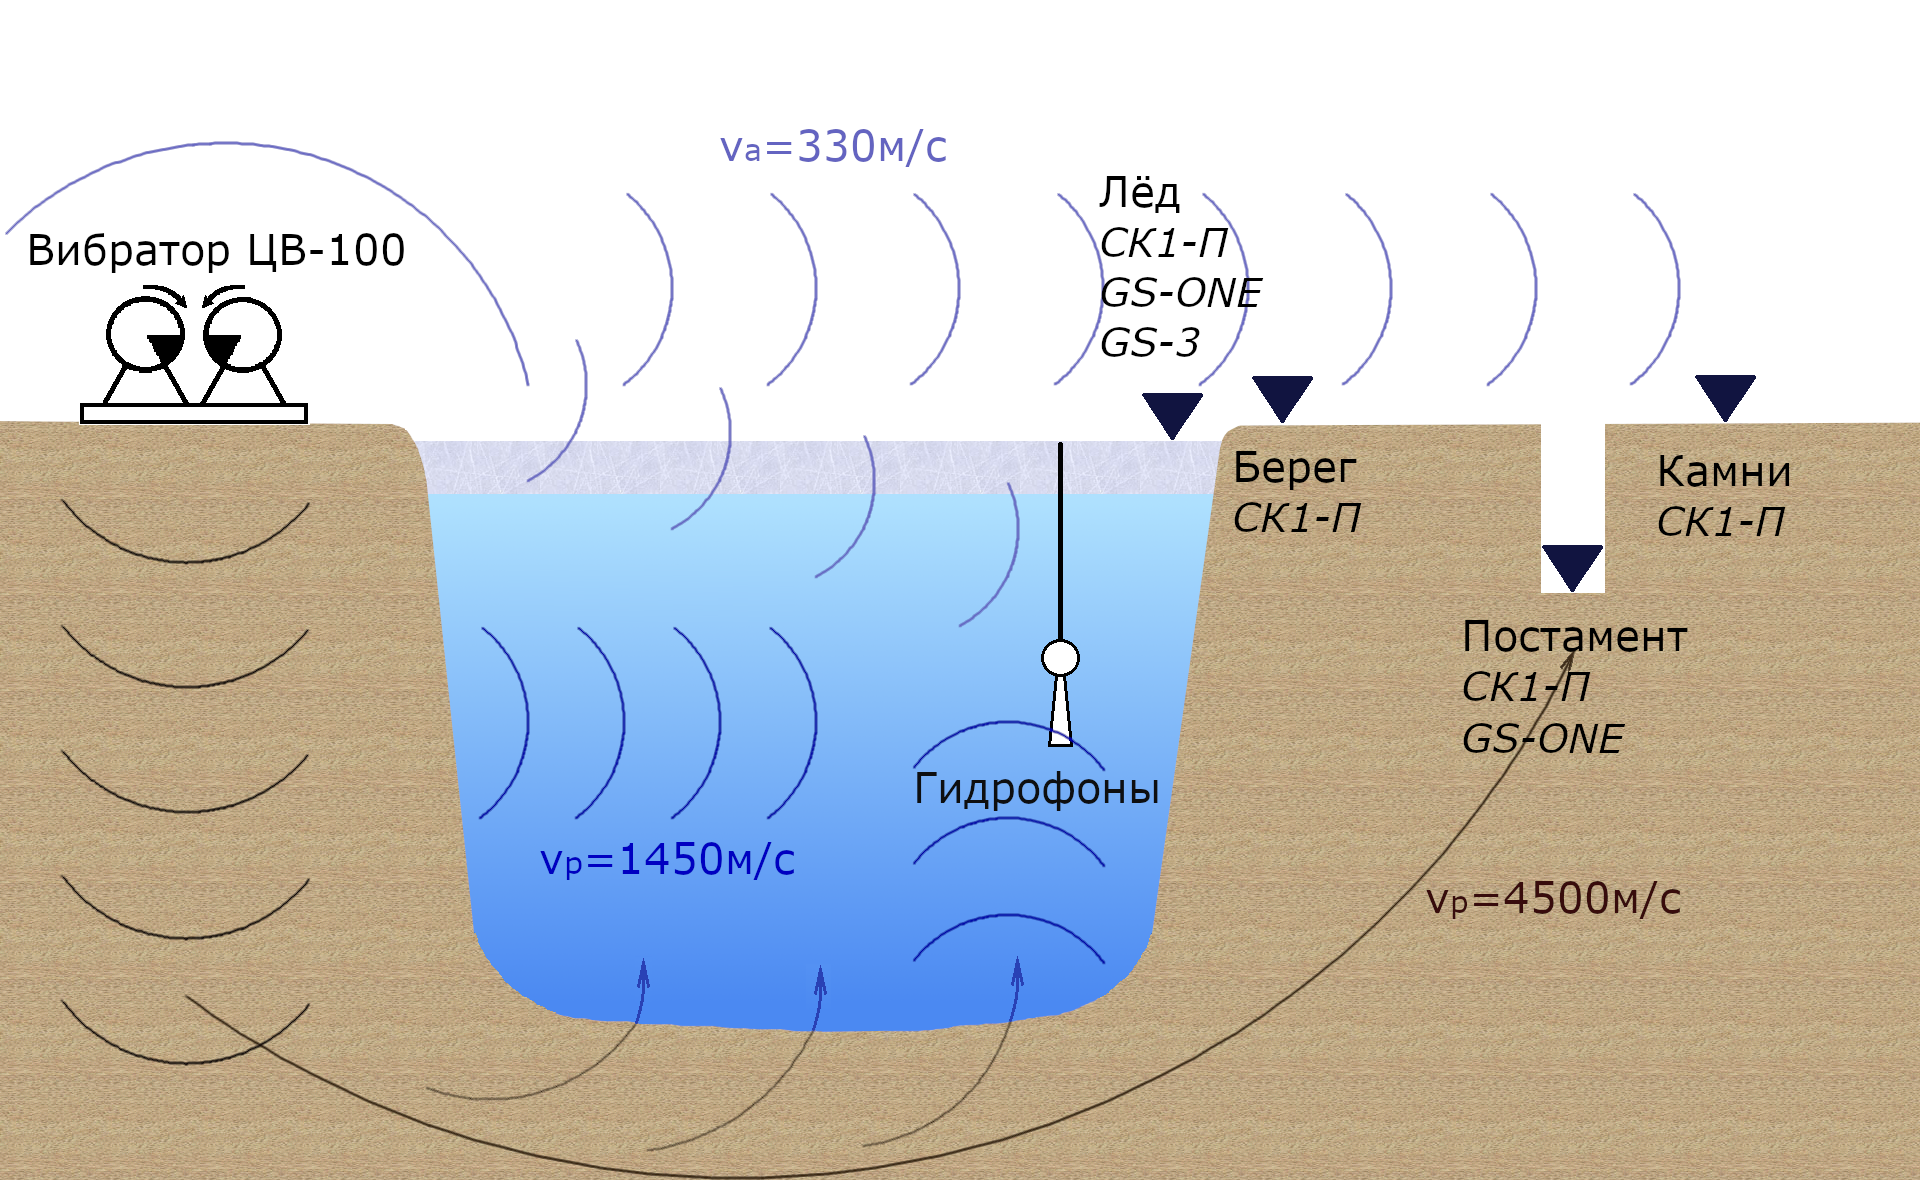 vₐ=330м/с
Вибратор ЦВ-100
Лёд
СК1-П
GS-ONE
GS-3
Берег
СК1-П
Камни
СК1-П
Постамент
СК1-П
GS-ONE
Гидрофоны
vₚ=1450м/с
vₚ=4500м/с